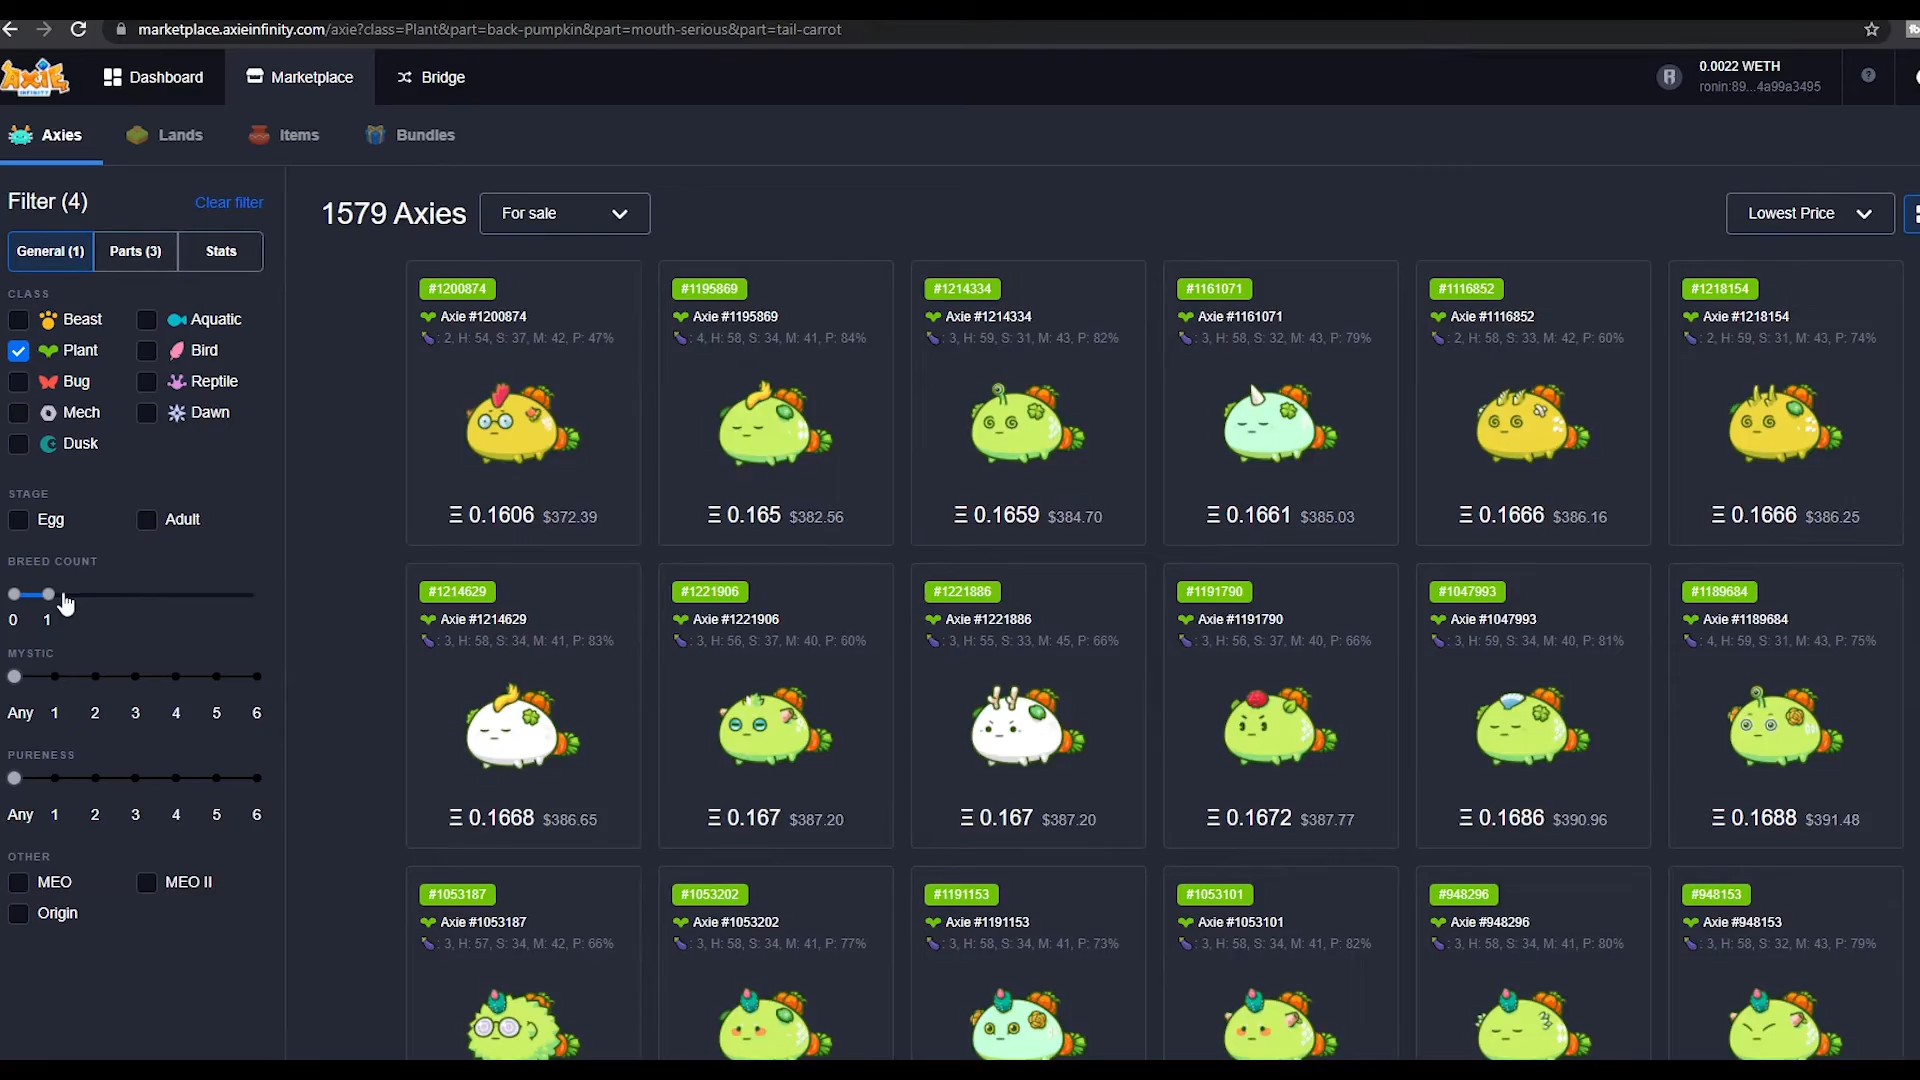 marketplace.axieinfinity.com/axie?class=Plant&part=back-pumpkin&part=mouth-serious&part=tail-carrot
AXIE
INFINITY
Dashboard
Marketplace
Bridge
0.0022 WETH
ronin:89...4a99a3495
?
Axies
Lands
Items
Bundles
Filter (4)
Clear filter
General (1)
Parts (3)
Stats
CLASS
Beast
Aquatic
Plant
Bird
Bug
Reptile
Mech
Dawn
Dusk
STAGE
Egg
Adult
BREED COUNT
0 1
MYSTIC
Any 1 2 3 4 5 6
PURENESS
Any 1 2 3 4 5 6
OTHER
MEO
MEO II
Origin
1579 Axies
For sale
Lowest Price
#1200874
Axie #1200874
: 2, H: 54, S: 37, M: 42, P: 47%
Ξ 0.1606 $372.39
#1195869
Axie #1195869
: 4, H: 58, S: 34, M: 41, P: 84%
Ξ 0.165 $382.56
#1214334
Axie #1214334
: 3, H: 59, S: 31, M: 43, P: 82%
Ξ 0.1659 $384.70
#1161071
Axie #1161071
: 3, H: 58, S: 32, M: 43, P: 79%
Ξ 0.1661 $385.03
#1116852
Axie #1116852
: 2, H: 58, S: 33, M: 42, P: 60%
Ξ 0.1666 $386.16
#1218154
Axie #1218154
: 2, H: 59, S: 31, M: 43, P: 74%
Ξ 0.1666 $386.25
#1214629
Axie #1214629
: 3, H: 58, S: 34, M: 41, P: 83%
Ξ 0.1668 $386.65
#1221906
Axie #1221906
: 3, H: 56, S: 37, M: 40, P: 60%
Ξ 0.167 $387.20
#1221886
Axie #1221886
: 3, H: 55, S: 33, M: 45, P: 66%
Ξ 0.167 $387.20
#1191790
Axie #1191790
: 3, H: 56, S: 37, M: 40, P: 66%
Ξ 0.1672 $387.77
#1047993
Axie #1047993
: 3, H: 59, S: 34, M: 40, P: 81%
Ξ 0.1686 $390.96
#1189684
Axie #1189684
: 4, H: 59, S: 31, M: 43, P: 75%
Ξ 0.1688 $391.48
#1053187
Axie #1053187
: 3, H: 57, S: 34, M: 42, P: 66%
#1053202
Axie #1053202
: 3, H: 58, S: 34, M: 41, P: 77%
#1191153
Axie #1191153
: 3, H: 58, S: 34, M: 41, P: 73%
#1053101
Axie #1053101
: 3, H: 58, S: 34, M: 41, P: 82%
#948296
Axie #948296
: 3, H: 58, S: 34, M: 41, P: 80%
#948153
Axie #948153
: 3, H: 58, S: 32, M: 43, P: 79%